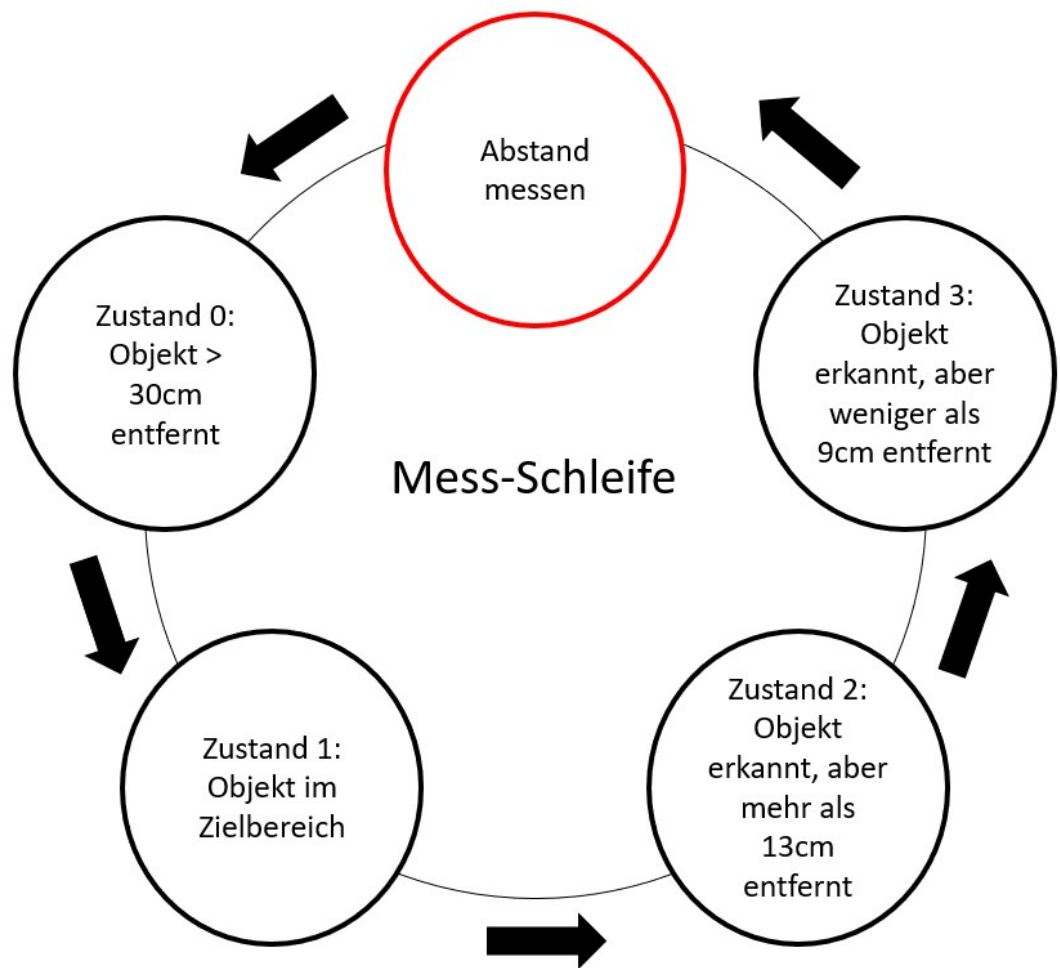 Abstand
messen
Zustand 0:
Objekt >
30cm
entfernt
Zustand 3:
Objekt
erkannt, aber
weniger als
9cm entfernt
Mess-Schleife
Zustand 1:
Objekt im
Zielbereich
Zustand 2:
Objekt
erkannt, aber
mehr als
13cm
entfernt